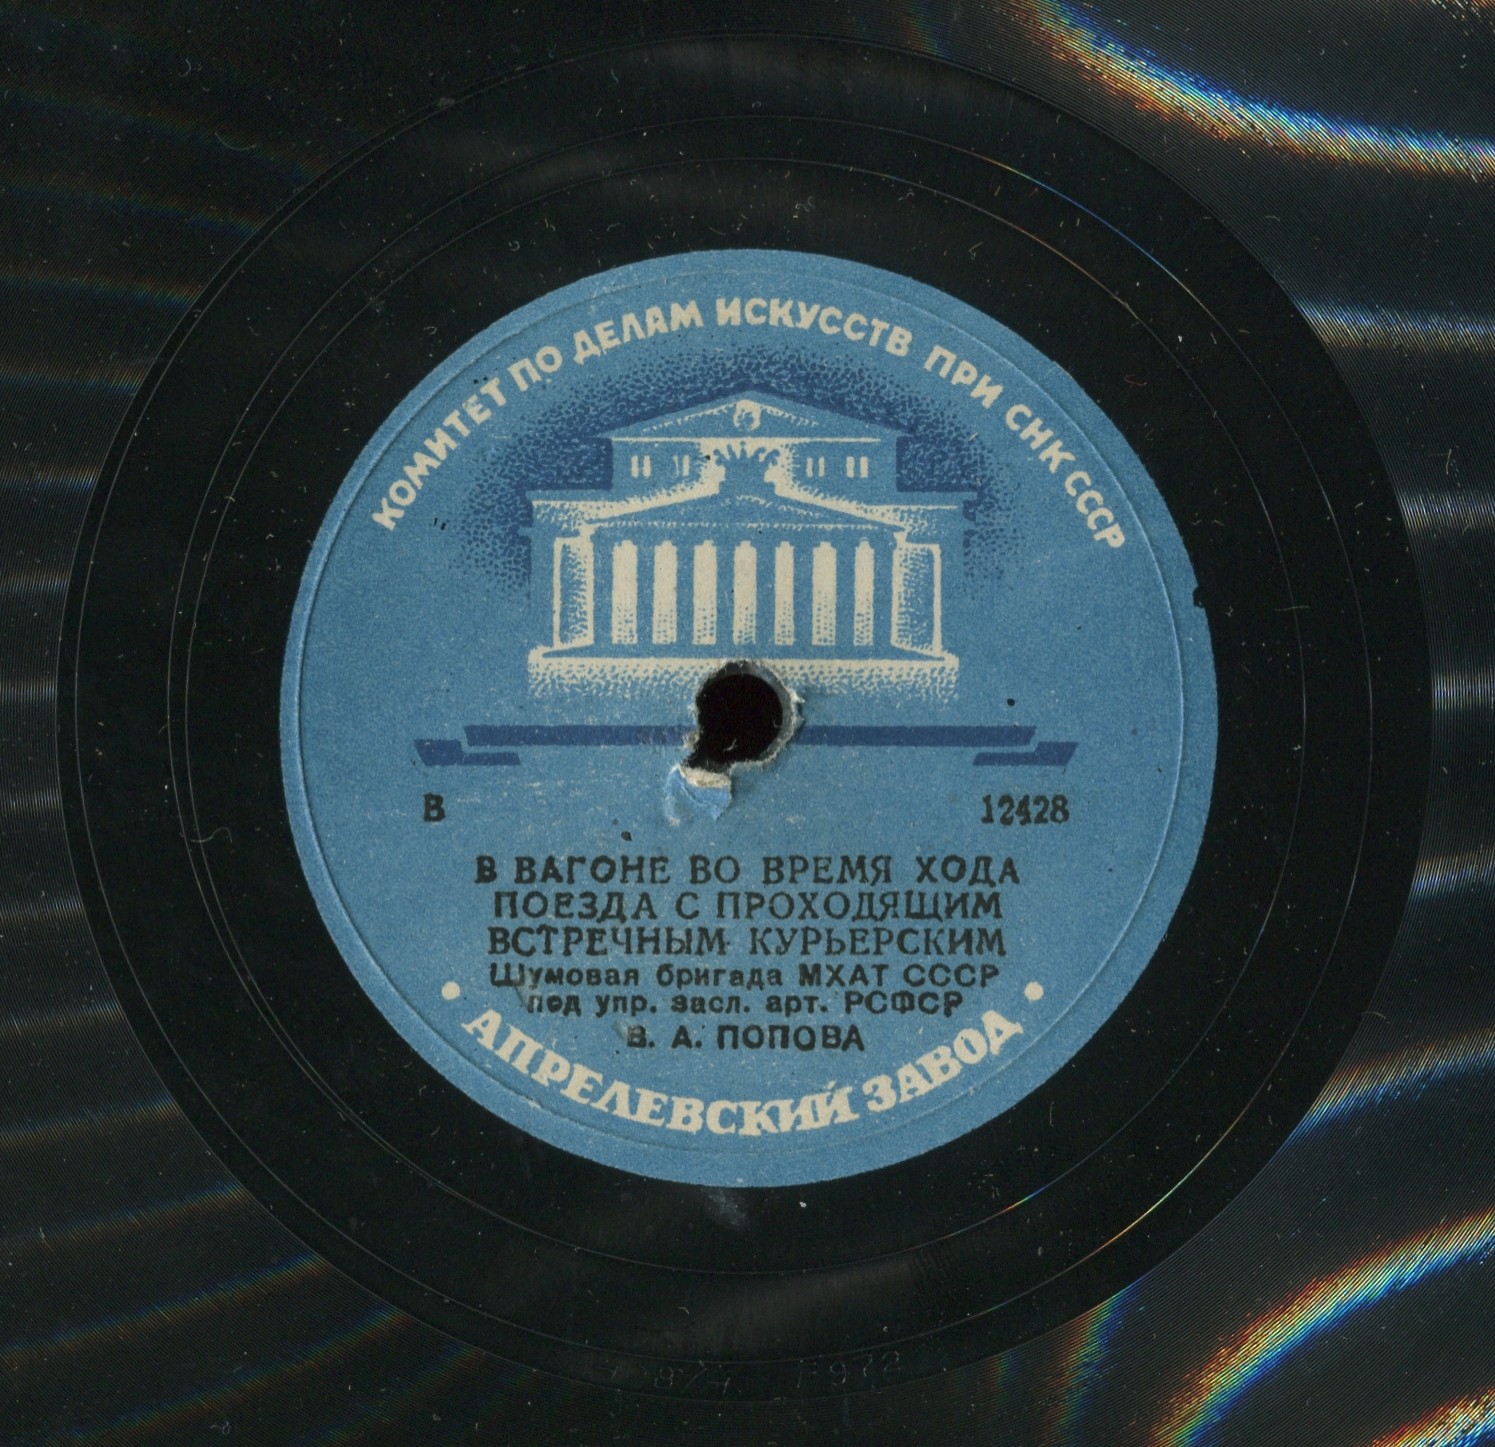 КОМИТЕТ ПО ДЕЛАМ ИСКУССТВ ПРИ СНК СССР
В 12428
В ВАГОНЕ ВО ВРЕМЯ ХОДА
ПОЕЗДА С ПРОХОДЯЩИМ
ВСТРЕЧНЫМ КУРЬЕРСКИМ
Шумовая бригада МХАТ СССР
под упр. засл. арт. РСФСР
В. А. ПОПОВА
• АПРЕЛЕВСКИЙ ЗАВОД •